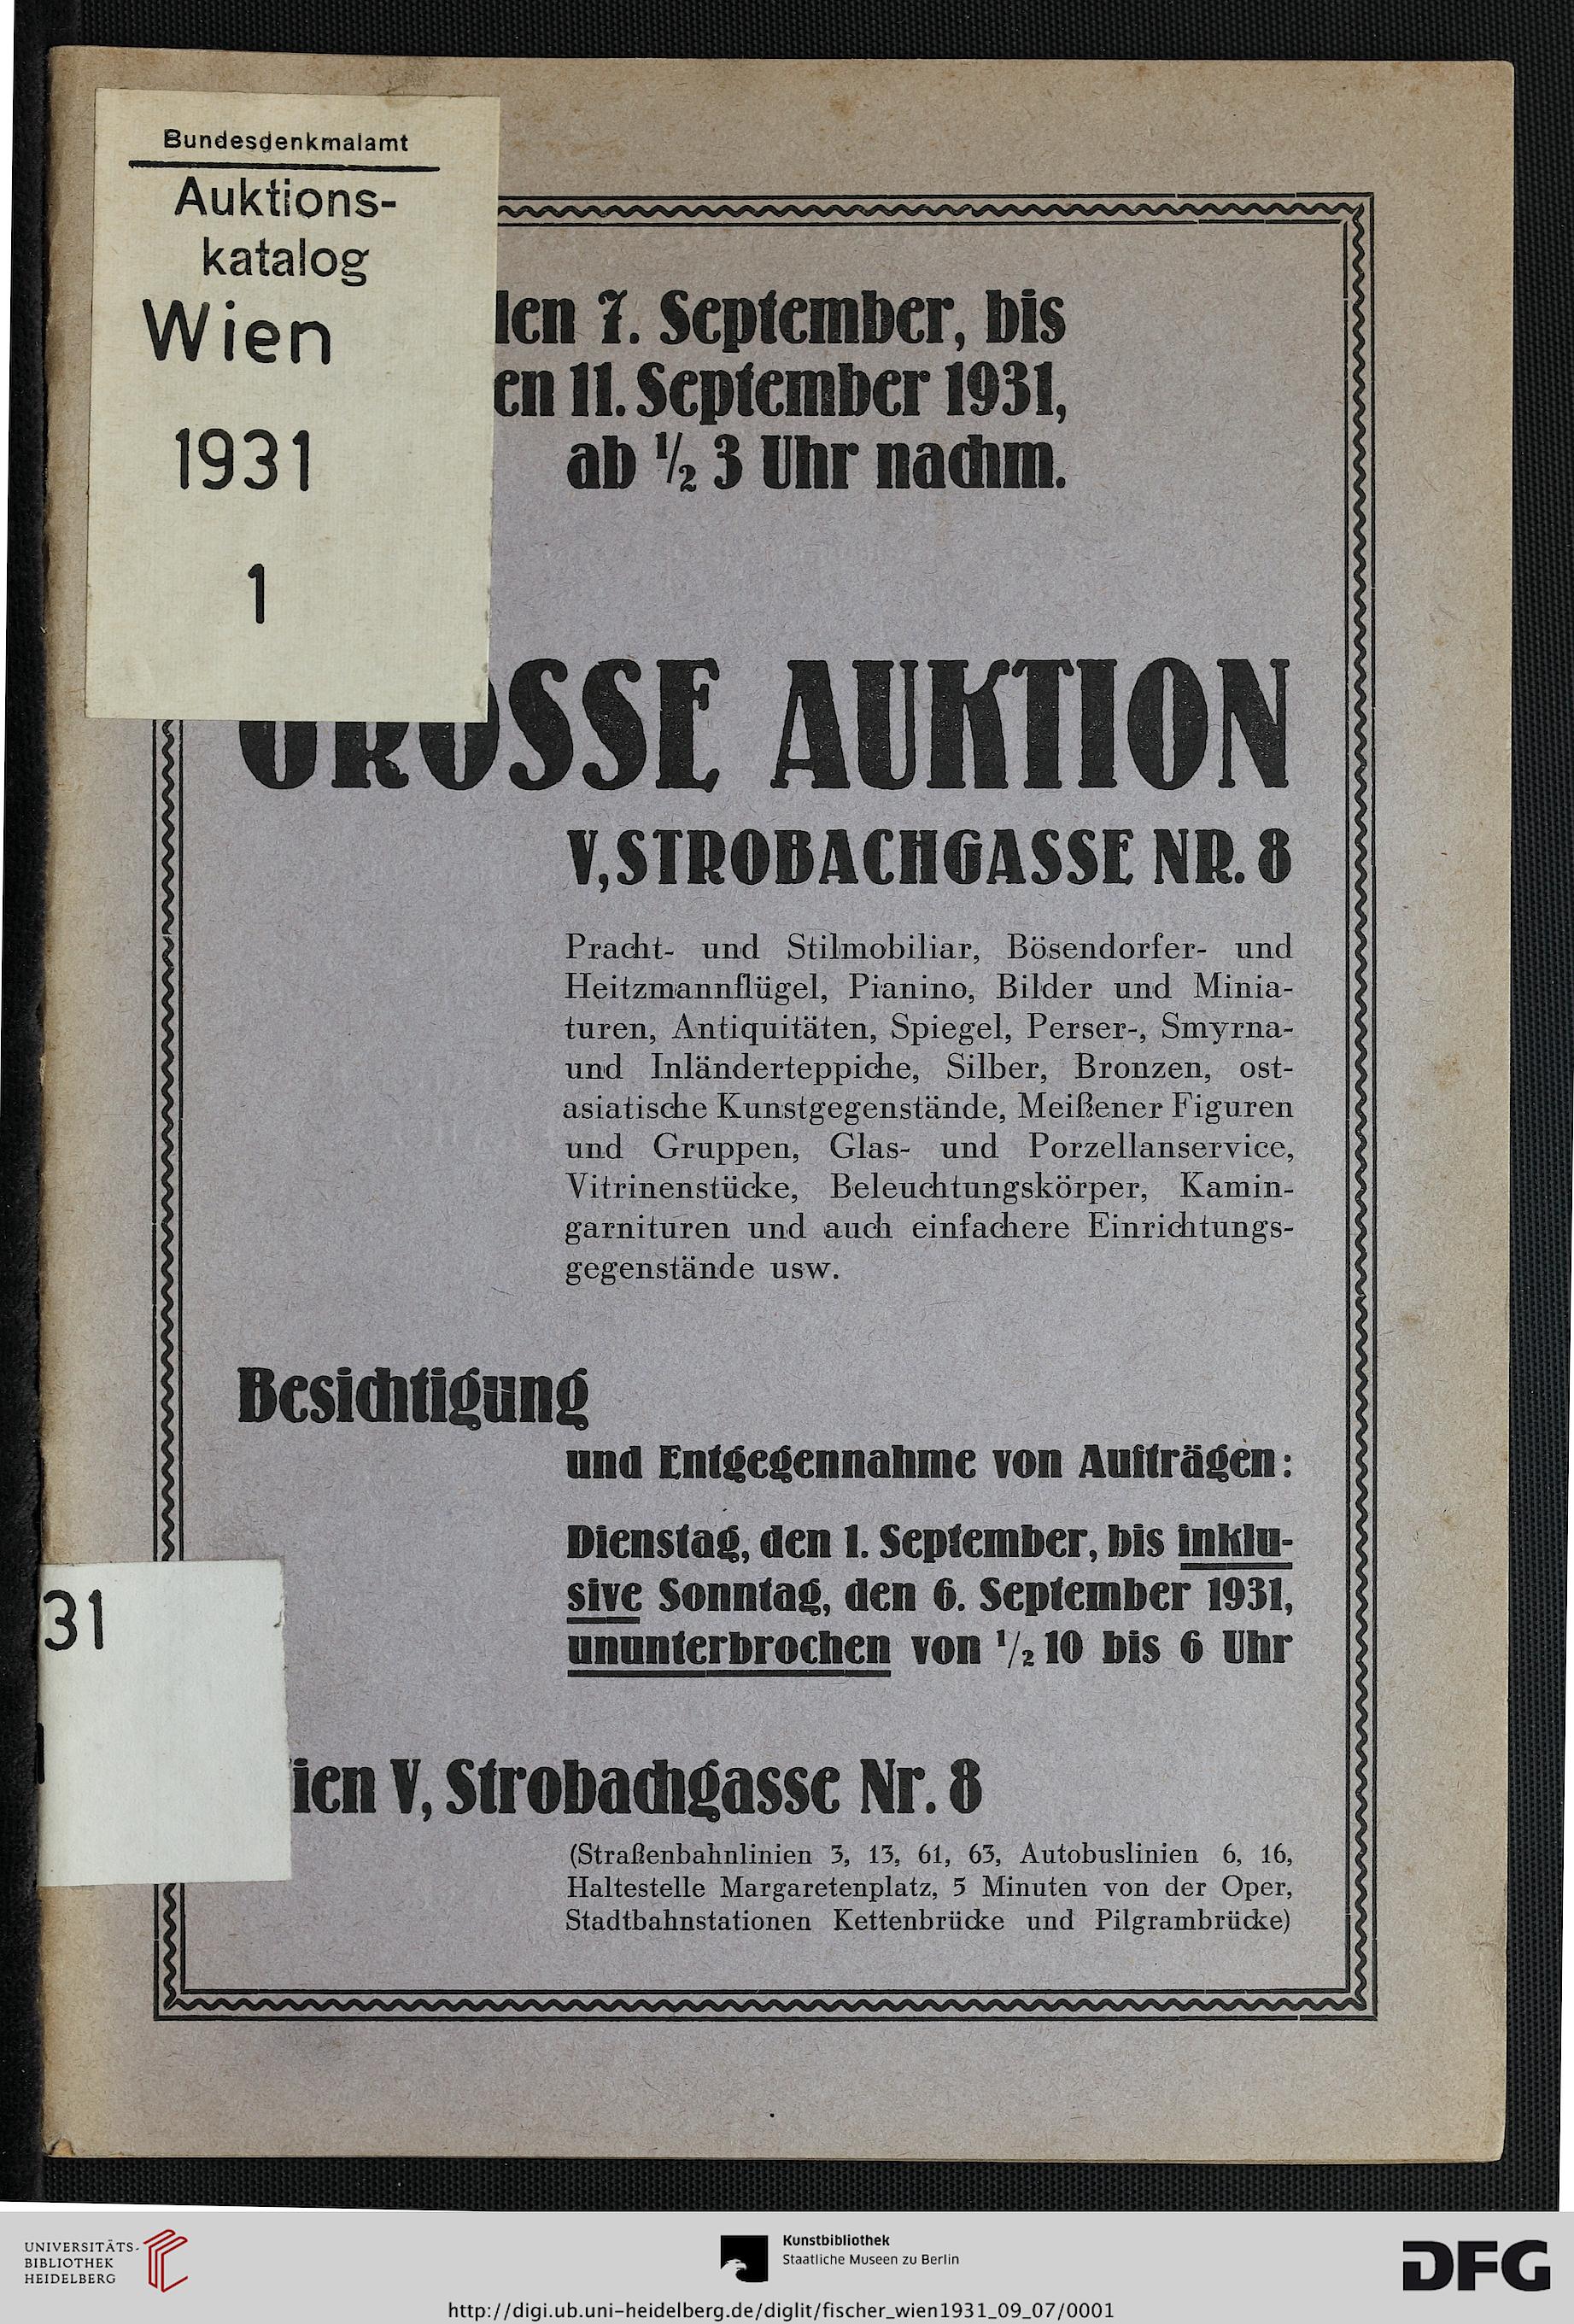 Bundesdenkmalamt
Auktions-
katalog
Wien
1931
1
7. September, bis
11. September 1931,
ab 1/2 3 Uhr nachm.
GROSSE AUKTION
V, STROBACHGASSE NR. 8
Pracht- und Stilmobiliar, Bösendorfer- und
Heitzmannflügel, Pianino, Bilder und Minia-
turen, Antiquitäten, Spiegel, Perser-, Smyrna-
und Inländerteppiche, Silber, Bronzen, ost-
asiatische Kunstgegenstände, Meißener Figuren
und Gruppen, Glas- und Porzellanservice,
Vitrinenstücke, Beleuchtungskörper, Kamin-
garnituren und auch einfachere Einrichtungs-
gegenstände usw.
Besichtigung
und Entgegennahme von Aufträgen:
Dienstag, den 1. September, bis inklu-
sive Sonntag, den 6. September 1931,
ununterbrochen von 1/2 10 bis 6 Uhr
31
ien V, Strobachgasse Nr. 8
(Straßenbahnlinien 3, 13, 61, 63, Autobuslinien 6, 16,
Haltestelle Margaretenplatz, 5 Minuten von der Oper,
Stadtbahnstationen Kettenbrücke und Pilgrambrücke)
UNIVERSITÄTS-
BIBLIOTHEK
HEIDELBERG
Kunstbibliothek
Staatliche Museen zu Berlin
DFG
http://digi.ub.uni-heidelberg.de/diglit/fischer_wien1931_09_07/0001